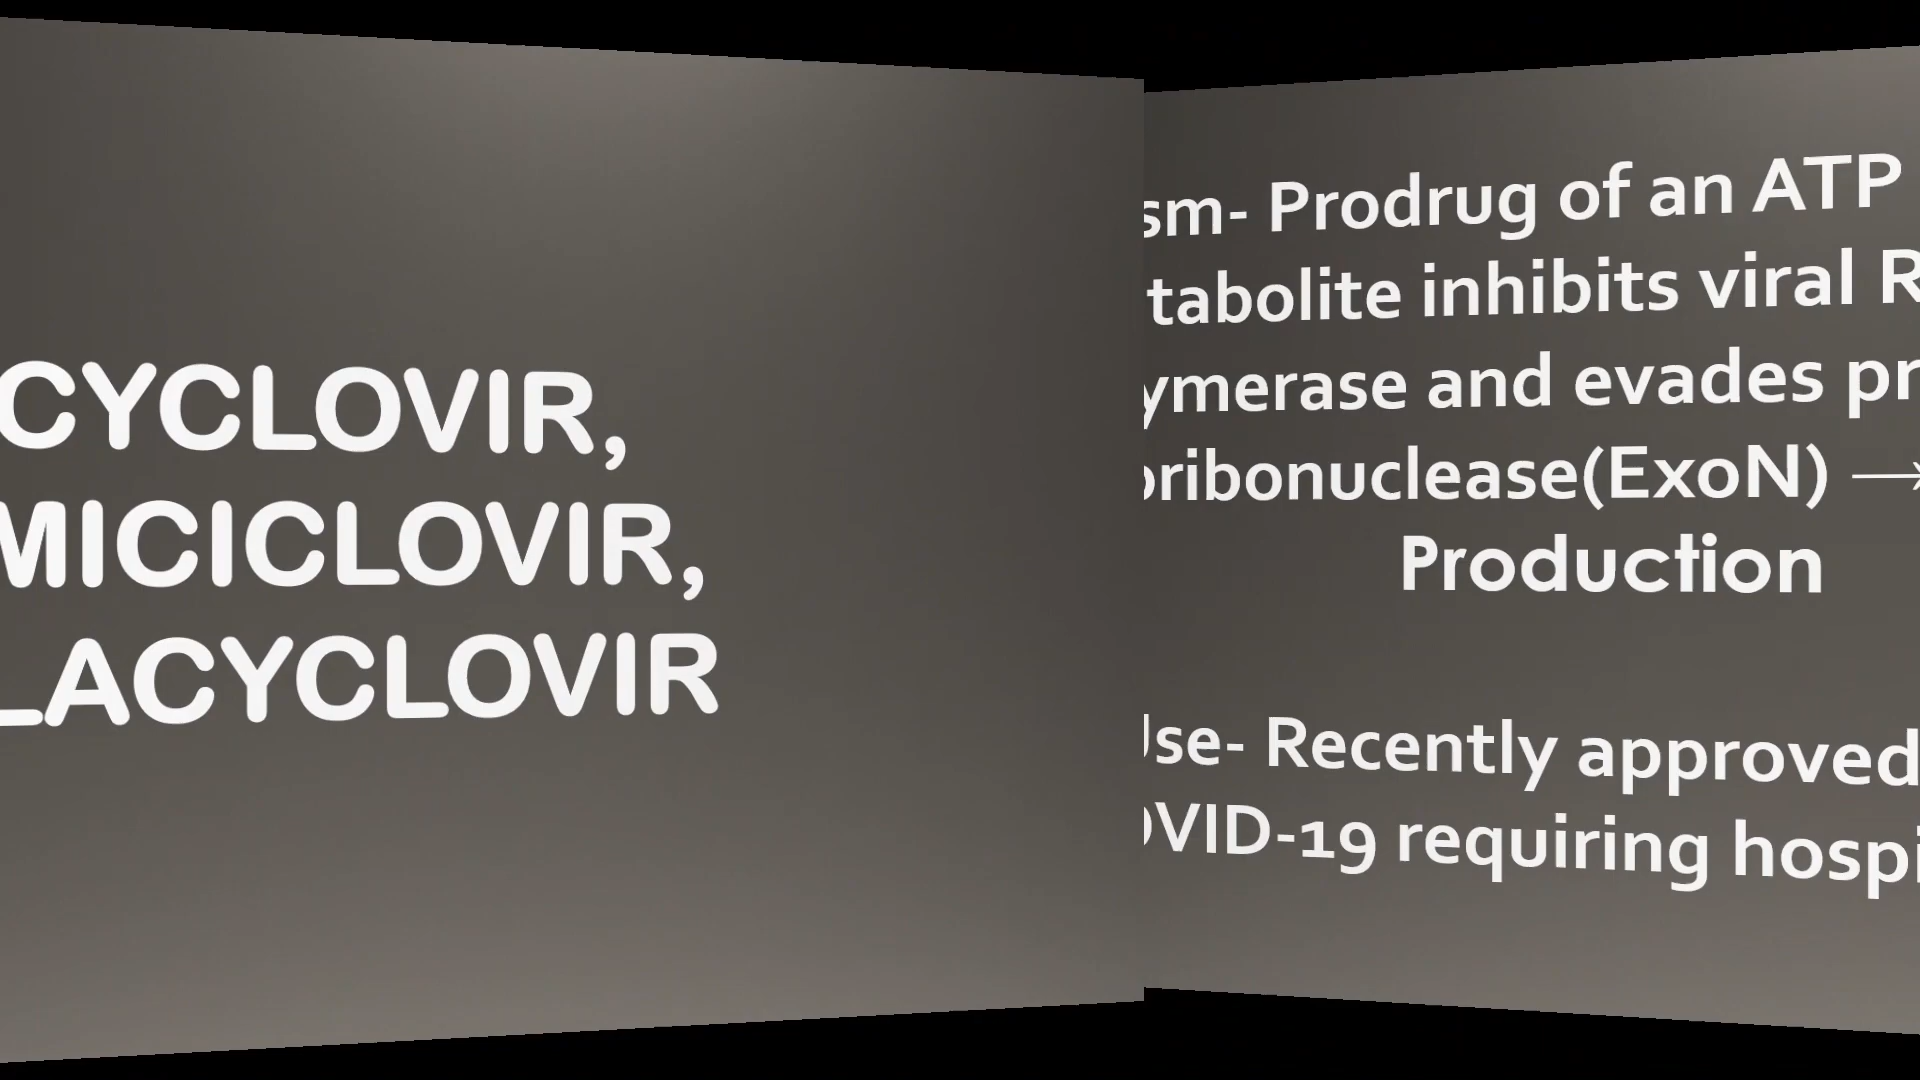 CYCLOVIR,
MICICLOVIR,
LACYCLOVIR
sm- Prodrug of an ATP
tabolite inhibits viral R
ymerase and evades pr
oribonuclease(ExoN) →
Production
Use- Recently approved
OVID-19 requiring hospi